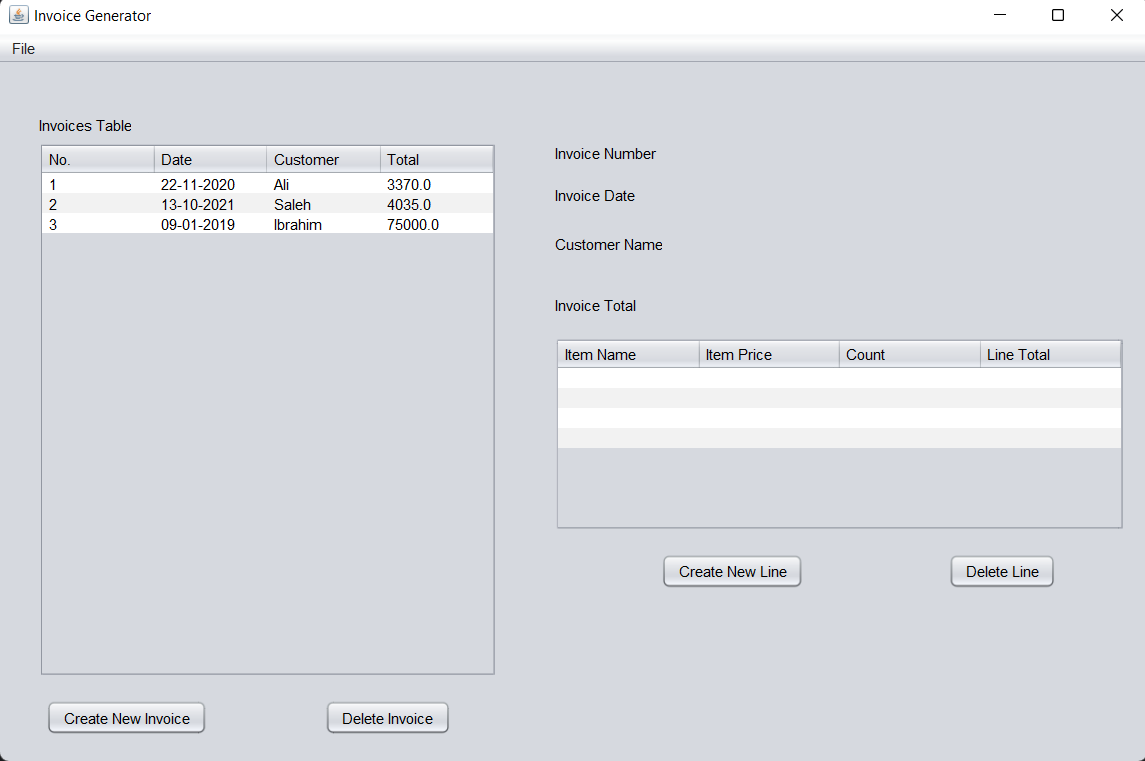 Invoice Generator
File
Invoices Table
No. Date Customer Total
1 22-11-2020 Ali 3370.0
2 13-10-2021 Saleh 4035.0
3 09-01-2019 Ibrahim 75000.0
Create New Invoice Delete Invoice
Invoice Number
Invoice Date
Customer Name
Invoice Total
Item Name Item Price Count Line Total
Create New Line Delete Line